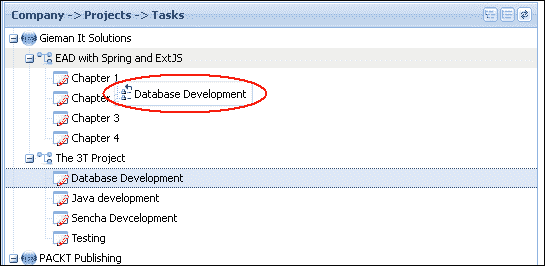 Company -> Projects -> Tasks
Gieman It Solutions
EAD with Spring and ExtJS
Chapter 1
Chapter
Database Development
Chapter 3
Chapter 4
The 3T Project
Database Development
Java development
Sencha Devcelopment
Testing
PACKT Publishing